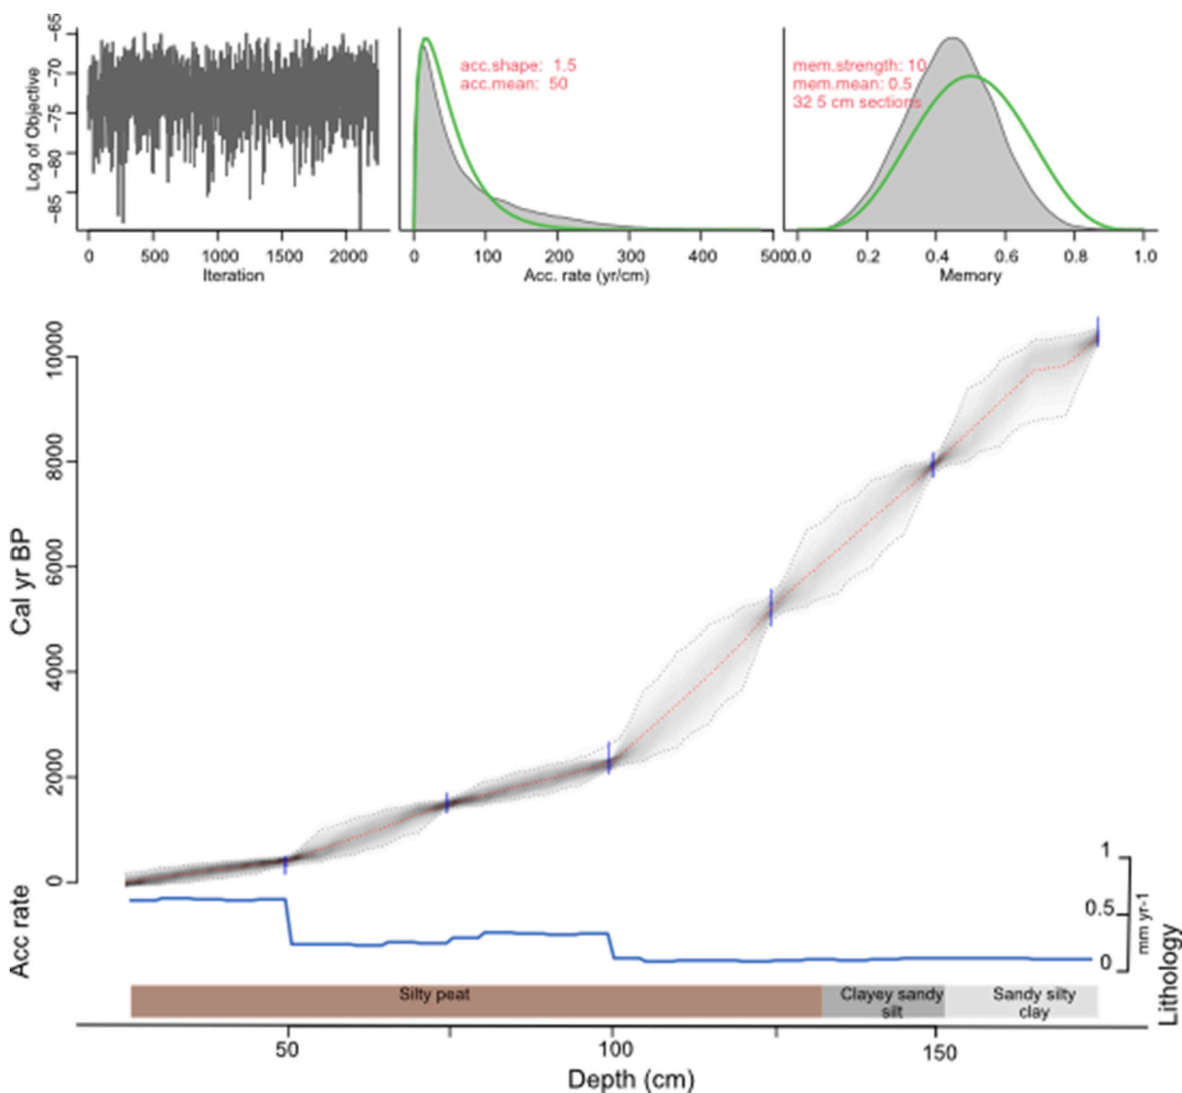 Log of Objective
−65
−70
−75
−80
−85
0 500 1000 1500 2000
Iteration
acc.shape: 1.5
acc.mean: 50
0 100 200 300 400 500
Acc. rate (yr/cm)
mem.strength: 10
mem.mean: 0.5
32 5 cm sections
0.0 0.2 0.4 0.6 0.8 1.0
Memory
Cal yr BP
10000
8000
6000
4000
2000
0
Acc rate
1
0.5
0
mm yr-1
Lithology
Silty peat
Clayey sandy
silt
Sandy silty
clay
50 100 150
Depth (cm)